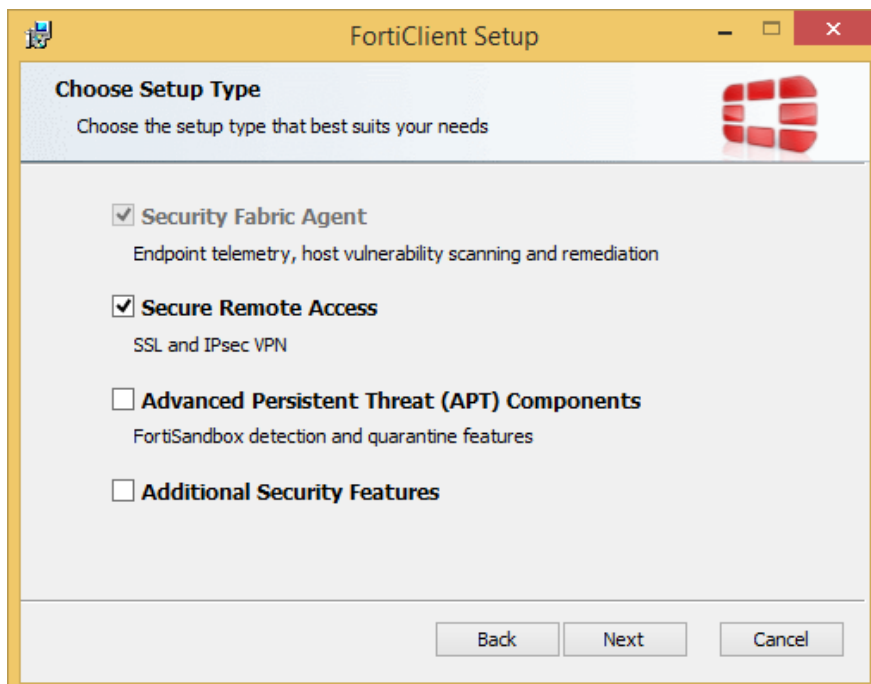 FortiClient Setup
Choose Setup Type
Choose the setup type that best suits your needs
Security Fabric Agent
Endpoint telemetry, host vulnerability scanning and remediation
Secure Remote Access
SSL and IPsec VPN
Advanced Persistent Threat (APT) Components
FortiSandbox detection and quarantine features
Additional Security Features
Back Next Cancel